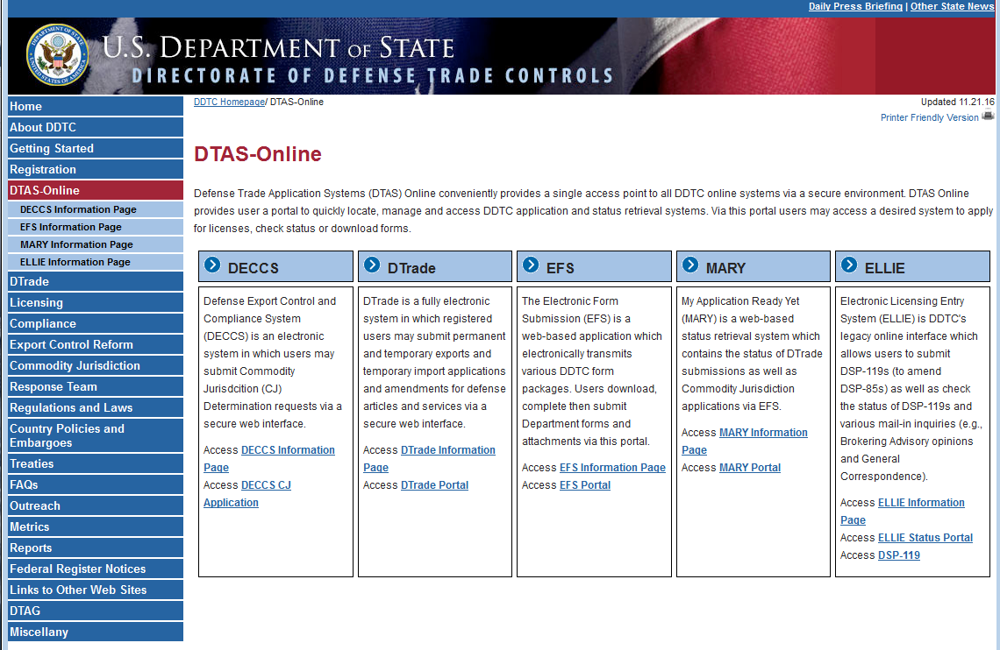 Daily Press Briefing | Other State News
U.S. DEPARTMENT OF STATE
DIRECTORATE OF DEFENSE TRADE CONTROLS
Home
About DDTC
Getting Started
Registration
DTAS-Online
DECCS Information Page
EFS Information Page
MARY Information Page
ELLIE Information Page
DTrade
Licensing
Compliance
Export Control Reform
Commodity Jurisdiction
Response Team
Regulations and Laws
Country Policies and
Embargoes
Treaties
FAQs
Outreach
Metrics
Reports
Federal Register Notices
Links to Other Web Sites
DTAG
Miscellany
DDTC Homepage/ DTAS-Online
Updated 11.21.16
Printer Friendly Version
DTAS-Online
Defense Trade Application Systems (DTAS) Online conveniently provides a single access point to all DDTC online systems via a secure environment. DTAS Online
provides user a portal to quickly locate, manage and access DDTC application and status retrieval systems. Via this portal users may access a desired system to apply
for licenses, check status or download forms.
DECCS
Defense Export Control and
Compliance System
(DECCS) is an electronic
system in which users may
submit Commodity
Jurisdcition (CJ)
Determination requests via a
secure web interface.
Access DECCS Information
Page
Access DECCS CJ
Application
DTrade
DTrade is a fully electronic
system in which registered
users may submit permanent
and temporary exports and
temporary import applications
and amendments for defense
articles and services via a
secure web interface.
Access DTrade Information
Page
Access DTrade Portal
EFS
The Electronic Form
Submission (EFS) is a
web-based application which
electronically transmits
various DDTC form
packages. Users download,
complete then submit
Department forms and
attachments via this portal.
Access EFS Information Page
Access EFS Portal
MARY
My Application Ready Yet
(MARY) is a web-based
status retrieval system which
contains the status of DTrade
submissions as well as
Commodity Jurisdiction
applications via EFS.
Access MARY Information
Page
Access MARY Portal
ELLIE
Electronic Licensing Entry
System (ELLIE) is DDTC's
legacy online interface which
allows users to submit
DSP-119s (to amend
DSP-85s) as well as check
the status of DSP-119s and
various mail-in inquiries (e.g.,
Brokering Advisory opinions
and General
Correspondence).
Access ELLIE Information
Page
Access ELLIE Status Portal
Access DSP-119